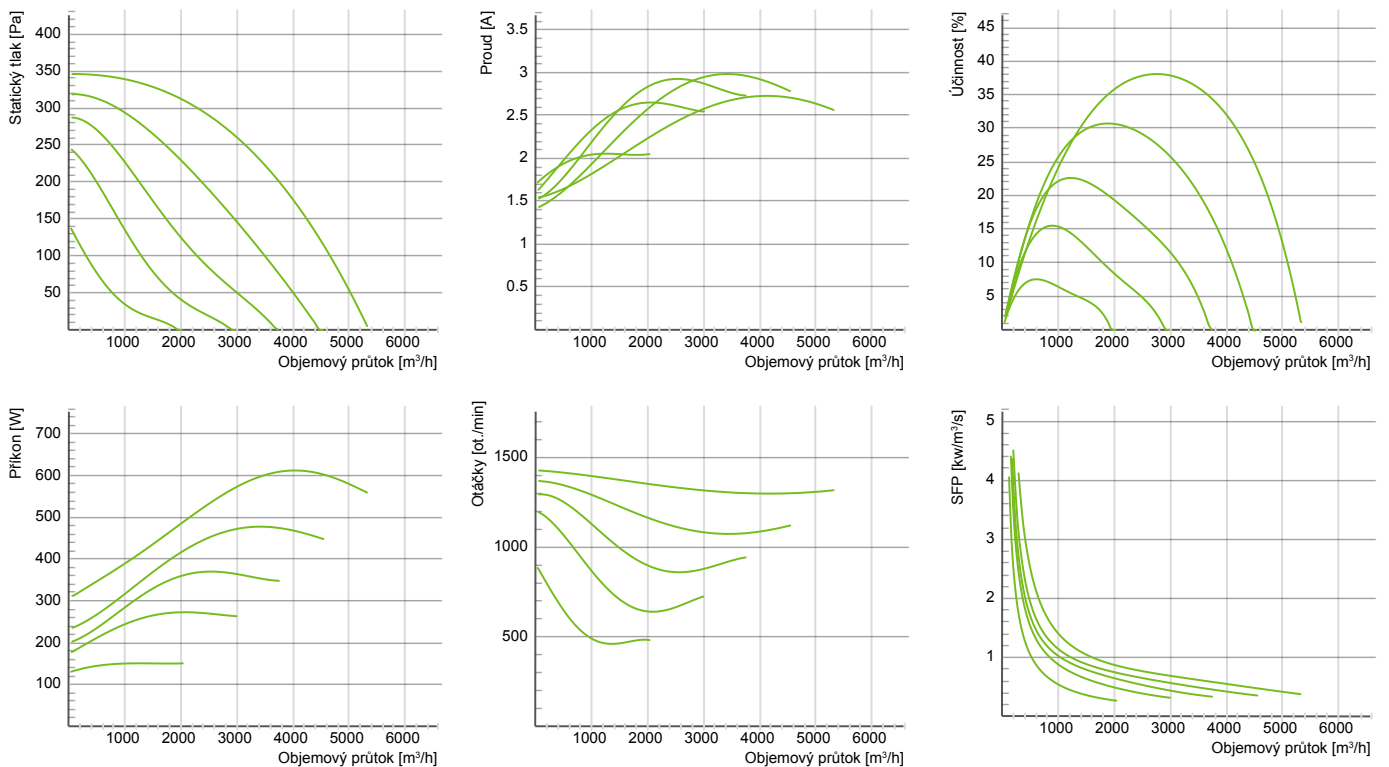 Statický tlak [Pa]
400
350
300
250
200
150
100
50
1000 2000 3000 4000 5000 6000
Objemový průtok [m³/h]
Proud [A]
3.5
3
2.5
2
1.5
1
0.5
1000 2000 3000 4000 5000 6000
Objemový průtok [m³/h]
Účinnost [%]
45
40
35
30
25
20
15
10
5
1000 2000 3000 4000 5000 6000
Objemový průtok [m³/h]
Příkon [W]
700
600
500
400
300
200
100
1000 2000 3000 4000 5000 6000
Objemový průtok [m³/h]
Otáčky [ot./min]
1500
1000
500
1000 2000 3000 4000 5000 6000
Objemový průtok [m³/h]
SFP [kw/m³/s]
5
4
3
2
1
1000 2000 3000 4000 5000 6000
Objemový průtok [m³/h]